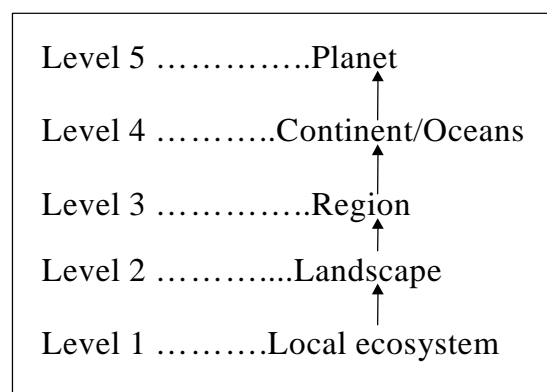 Level 5 …………..Planet
Level 4 ………..Continent/Oceans
Level 3 …………..Region
Level 2 ………....Landscape
Level 1 ……….Local ecosystem